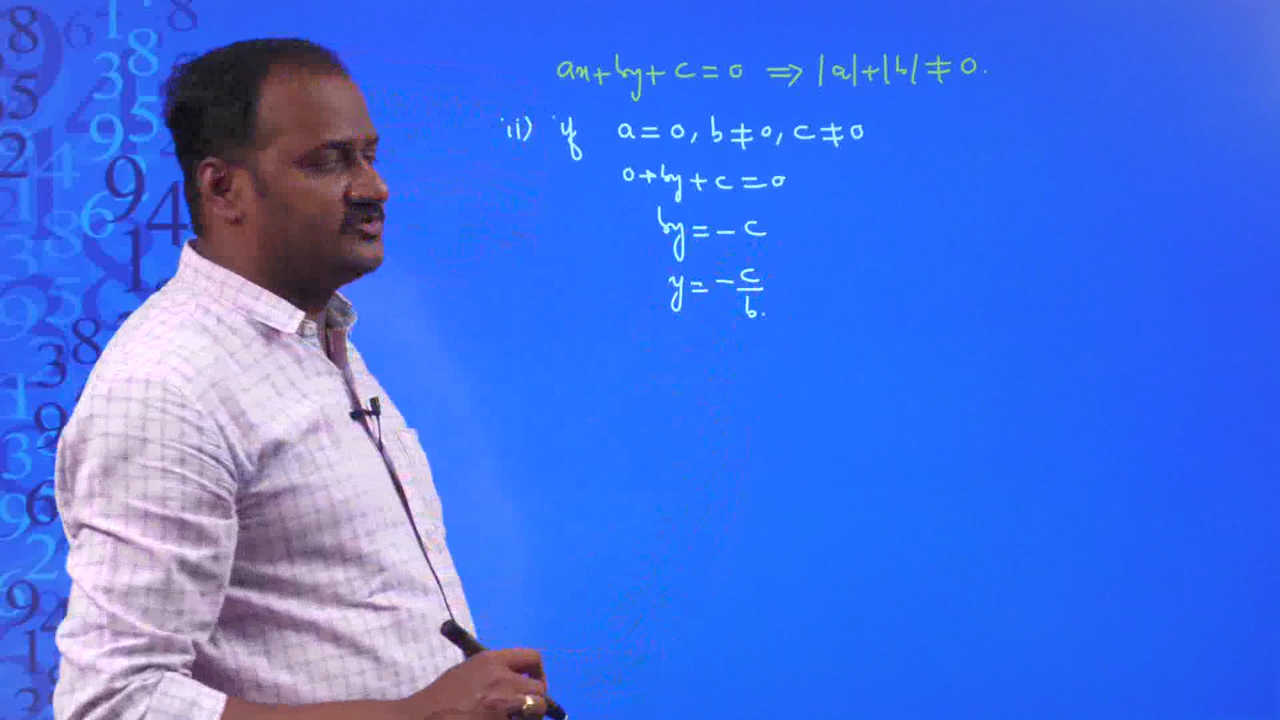 ax+by+c=0 ⇒ |a|+|b| ≠ 0.
ii) if a=0, b≠0, c≠0
0+by+c=0
by=-c
y=-c/b.